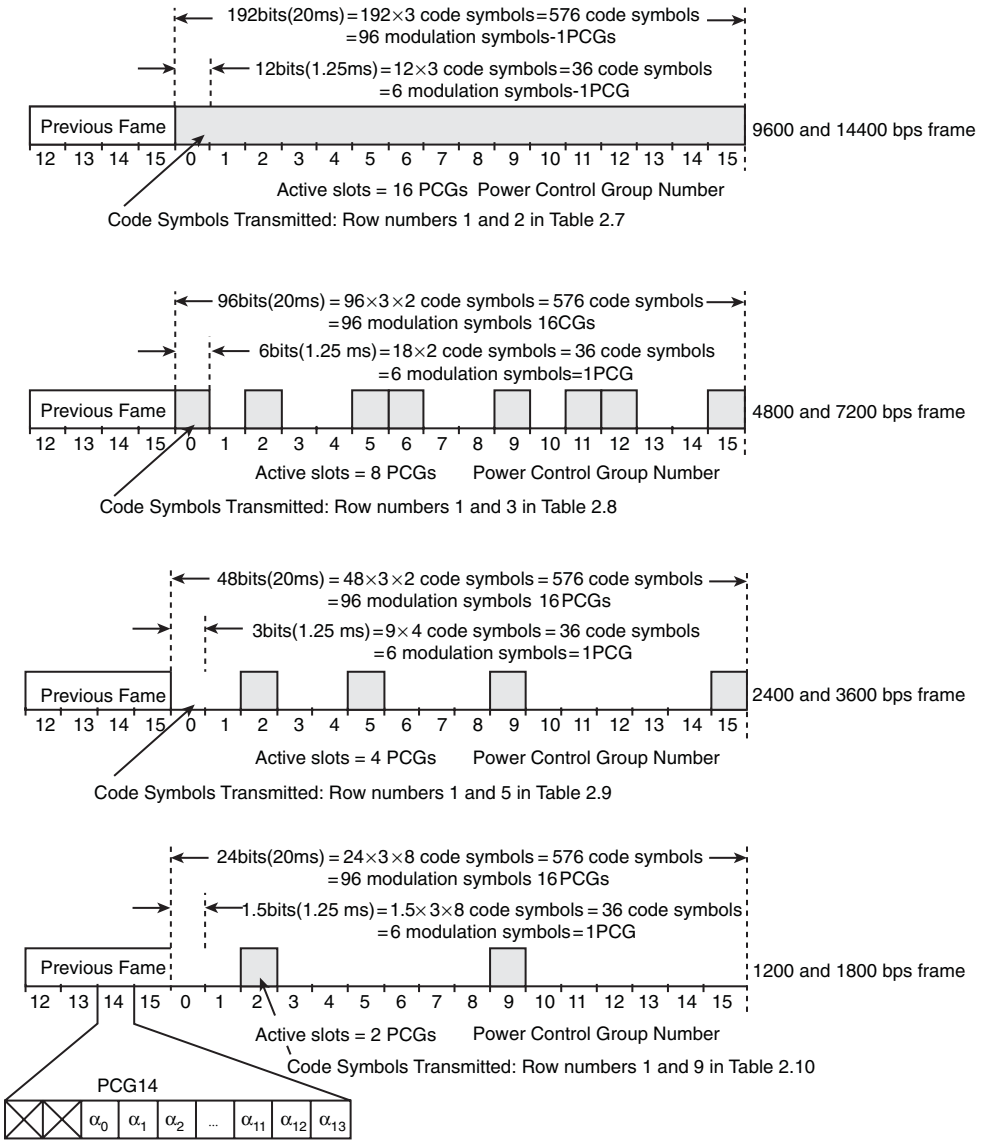 192bits(20ms)=192×3 code symbols=576 code symbols
=96 modulation symbols-1PCGs
12bits(1.25ms)=12×3 code symbols=36 code symbols
=6 modulation symbols-1PCG
Previous Fame
9600 and 14400 bps frame
12 13 14 15 0 1 2 3 4 5 6 7 8 9 10 11 12 13 14 15
Active slots = 16 PCGs Power Control Group Number
Code Symbols Transmitted: Row numbers 1 and 2 in Table 2.7
96bits(20ms) = 96×3×2 code symbols = 576 code symbols
=96 modulation symbols 16CGs
6bits(1.25 ms)=18×2 code symbols = 36 code symbols
=6 modulation symbols=1PCG
Previous Fame
4800 and 7200 bps frame
12 13 14 15 0 1 2 3 4 5 6 7 8 9 10 11 12 13 14 15
Active slots = 8 PCGs Power Control Group Number
Code Symbols Transmitted: Row numbers 1 and 3 in Table 2.8
48bits(20ms) = 48×3×2 code symbols = 576 code symbols
=96 modulation symbols 16PCGs
3bits(1.25 ms)=9×4 code symbols = 36 code symbols
=6 modulation symbols=1PCG
Previous Fame
2400 and 3600 bps frame
12 13 14 15 0 1 2 3 4 5 6 7 8 9 10 11 12 13 14 15
Active slots = 4 PCGs Power Control Group Number
Code Symbols Transmitted: Row numbers 1 and 5 in Table 2.9
24bits(20ms) = 24×3×8 code symbols = 576 code symbols
=96 modulation symbols 16PCGs
1.5bits(1.25 ms)=1.5×3×8 code symbols = 36 code symbols
=6 modulation symbols=1PCG
Previous Fame
1200 and 1800 bps frame
12 13 14 15 0 1 2 3 4 5 6 7 8 9 10 11 12 13 14 15
Active slots = 2 PCGs Power Control Group Number
Code Symbols Transmitted: Row numbers 1 and 9 in Table 2.10
PCG14
α0 α1 α2 ... α11 α12 α13